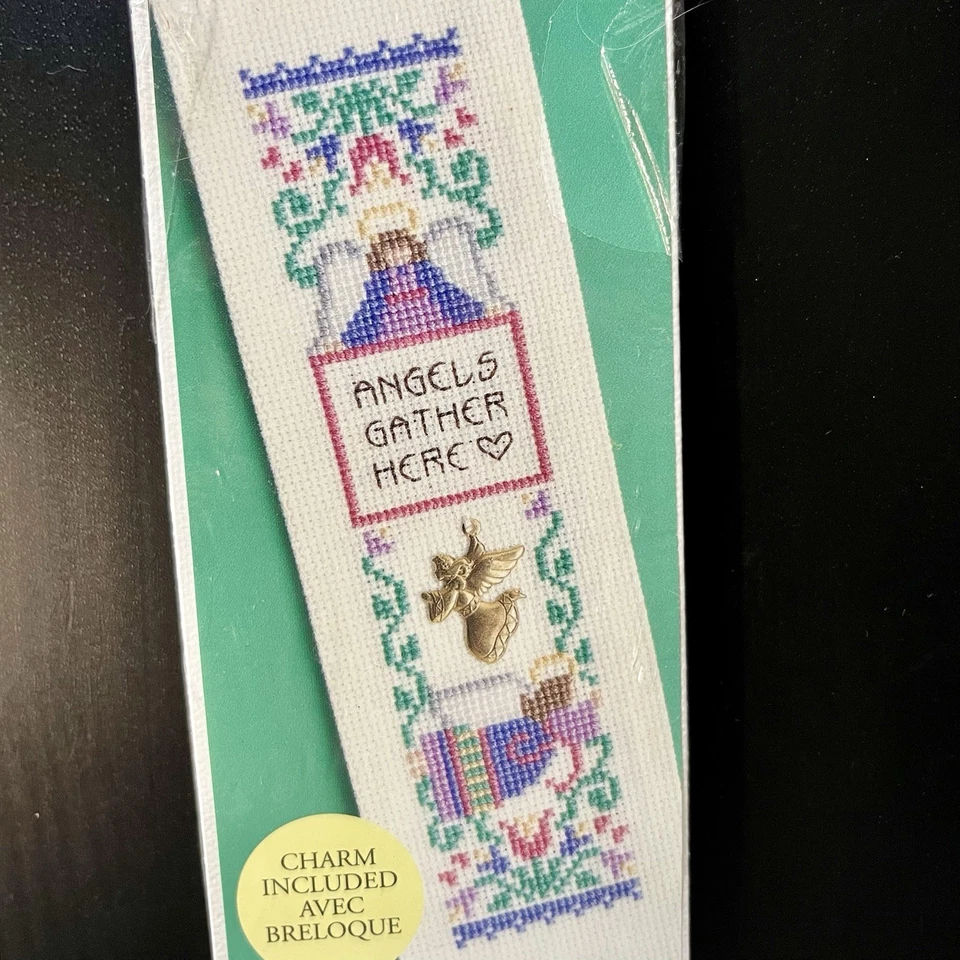 ANGELS
GATHER
HERE♡
CHARM
INCLUDED
AVEC
BRELOQUE